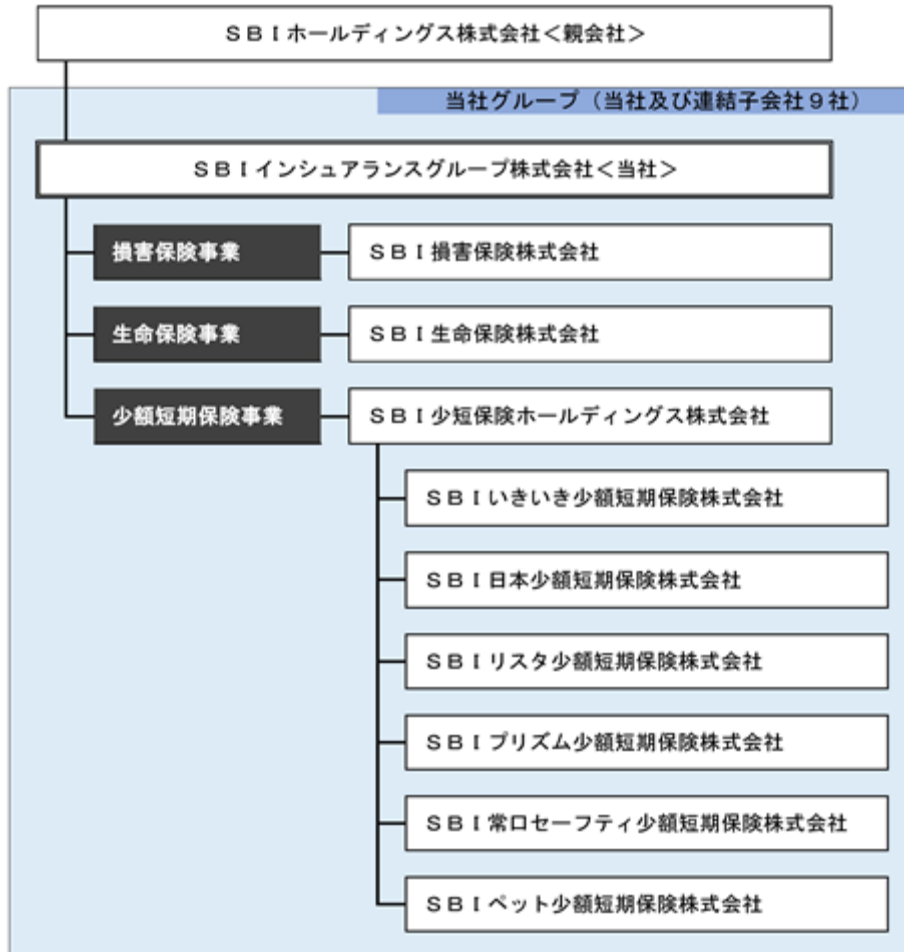 SBIホールディングス株式会社＜親会社＞
当社グループ（当社及び連結子会社９社）
SBIインシュアランスグループ株式会社＜当社＞
損害保険事業
SBI損害保険株式会社
生命保険事業
SBI生命保険株式会社
少額短期保険事業
SBI少短保険ホールディングス株式会社
SBIいきいき少額短期保険株式会社
SBI日本少額短期保険株式会社
SBIリスタ少額短期保険株式会社
SBIプリズム少額短期保険株式会社
SBI常口セーフティ少額短期保険株式会社
SBIペット少額短期保険株式会社